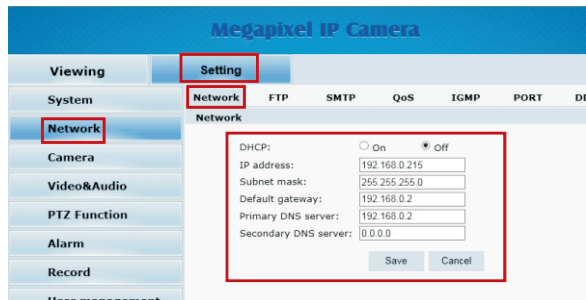 Megapixel IP Camera
Viewing Setting
System
Network
Camera
Video&Audio
PTZ Function
Alarm
Record
User management
Network FTP SMTP QoS IGMP PORT
Network
DHCP: On Off
IP address: 192.168.0.215
Subnet mask: 255.255.255.0
Default gateway: 192.168.0.2
Primary DNS server: 192.168.0.2
Secondary DNS server: 0.0.0.0
Save Cancel